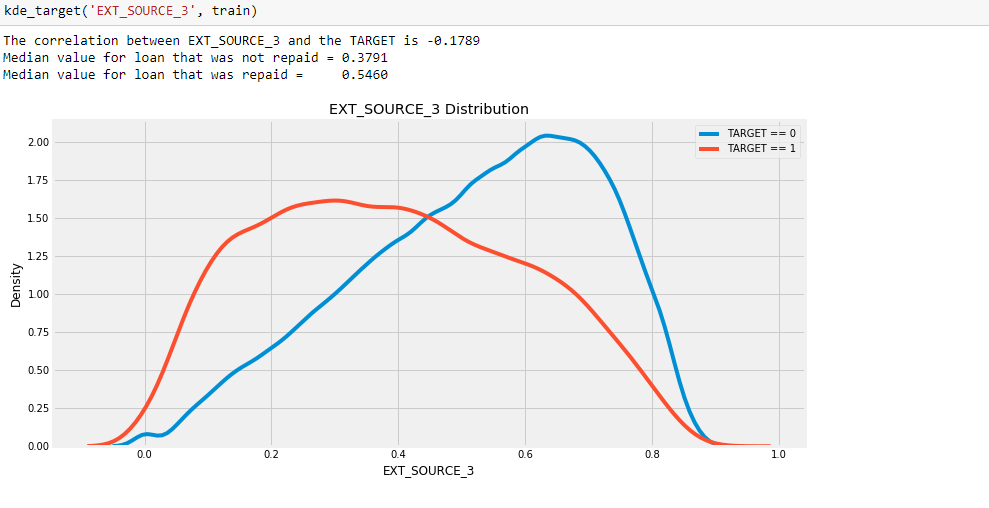 kde_target('EXT_SOURCE_3', train)
The correlation between EXT_SOURCE_3 and the TARGET is -0.1789
Median value for loan that was not repaid = 0.3791
Median value for loan that was repaid =     0.5460
EXT_SOURCE_3 Distribution
TARGET == 0
TARGET == 1
2.00
1.75
1.50
1.25
1.00
0.75
0.50
0.25
0.00
Density
0.0 0.2 0.4 0.6 0.8 1.0
EXT_SOURCE_3